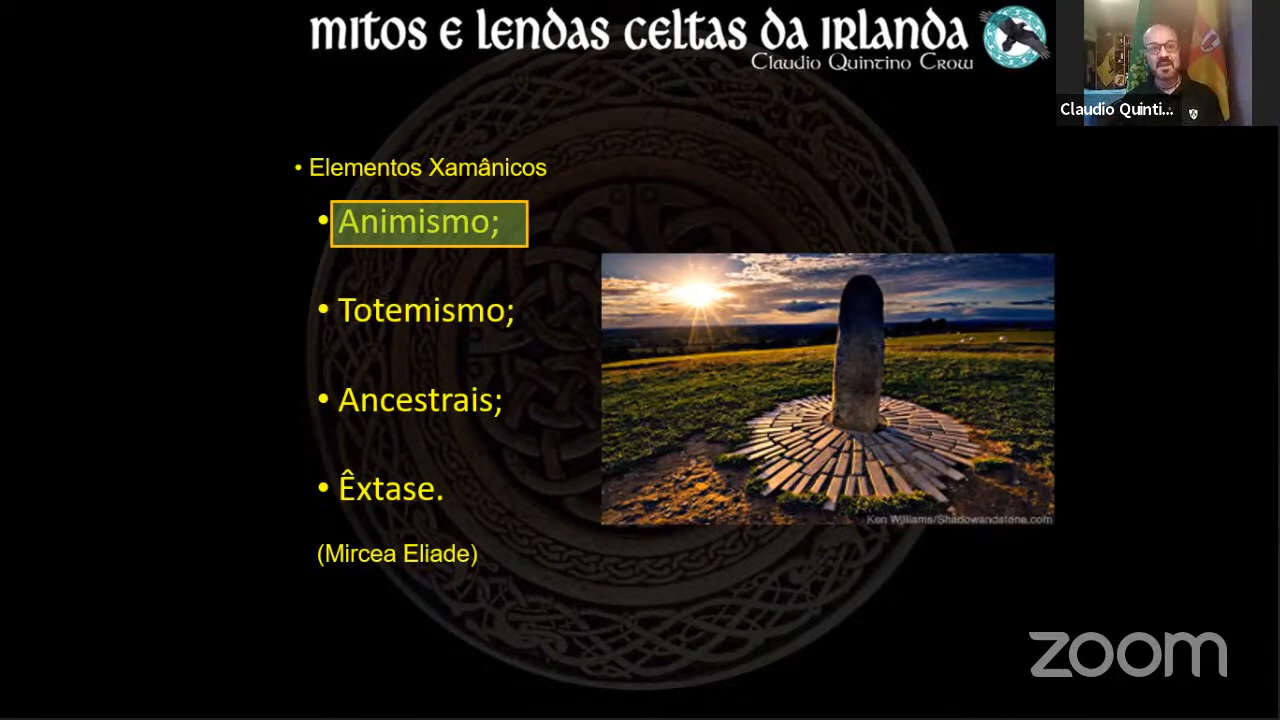 mitos e lendas celtas da irlanda
Claudio Quintino Crow
Claudio Quinti...
• Elementos Xamânicos
• Animismo;
• Totemismo;
• Ancestrais;
• Êxtase.
(Mircea Eliade)
Ken Williams/Shadowandstone.com
zoom